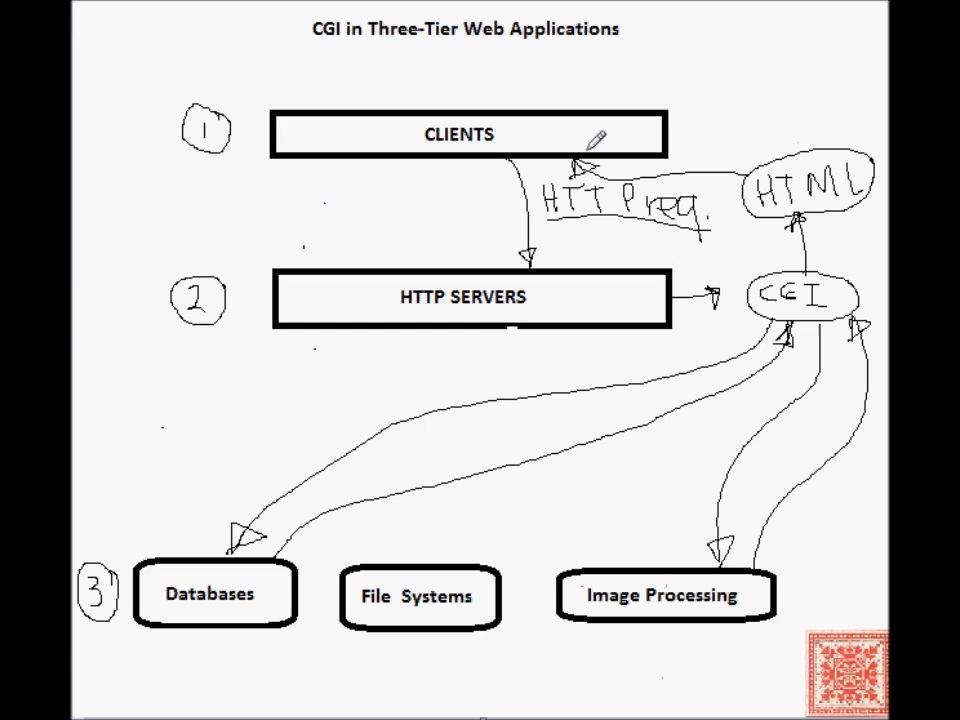 CGI in Three-Tier Web Applications
1
CLIENTS
HTTP req.
HTML
2
HTTP SERVERS
CGI
3
Databases
File Systems
Image Processing